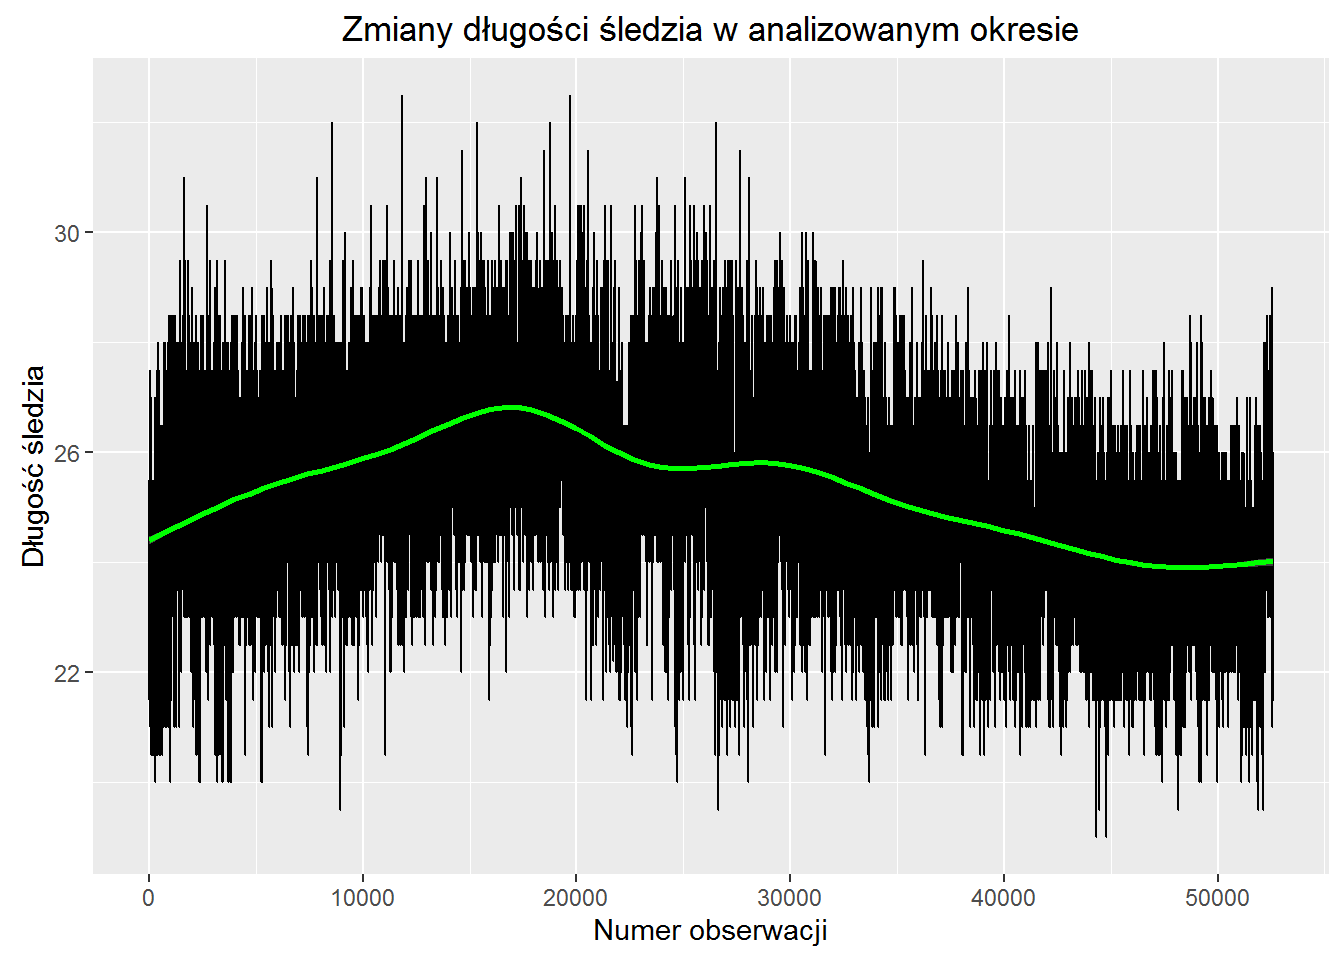 Zmiany długości śledzia w analizowanym okresie
Długość śledzia
30
26
22
0 10000 20000 30000 40000 50000
Numer obserwacji